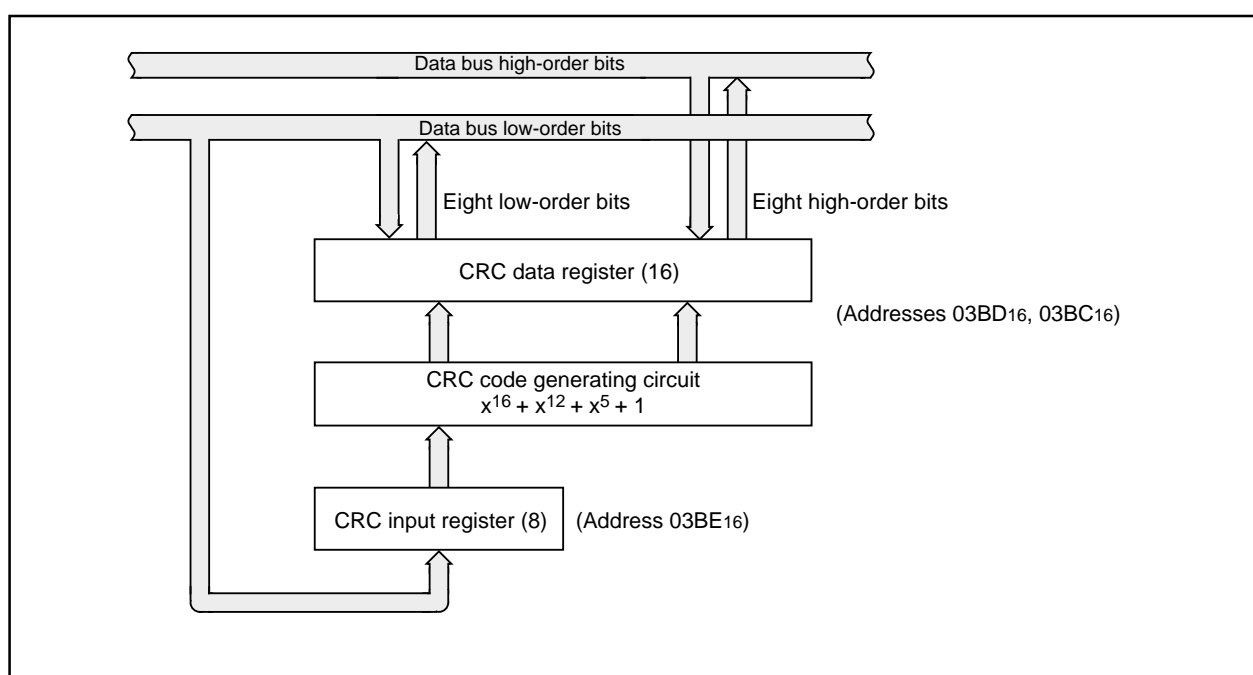 Data bus high-order bits
Data bus low-order bits
Eight low-order bits
Eight high-order bits
CRC data register (16)
(Addresses 03BD16, 03BC16)
CRC code generating circuit
x16 + x12 + x5 + 1
CRC input register (8)
(Address 03BE16)